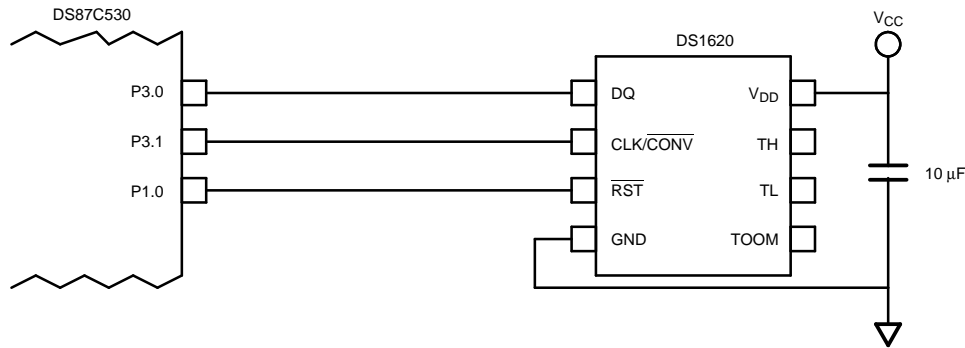 DS87C530
P3.0
P3.1
P1.0
DS1620
DQ
CLK/CONV
RST
GND
VDD
TH
TL
TOOM
VCC
10 µF